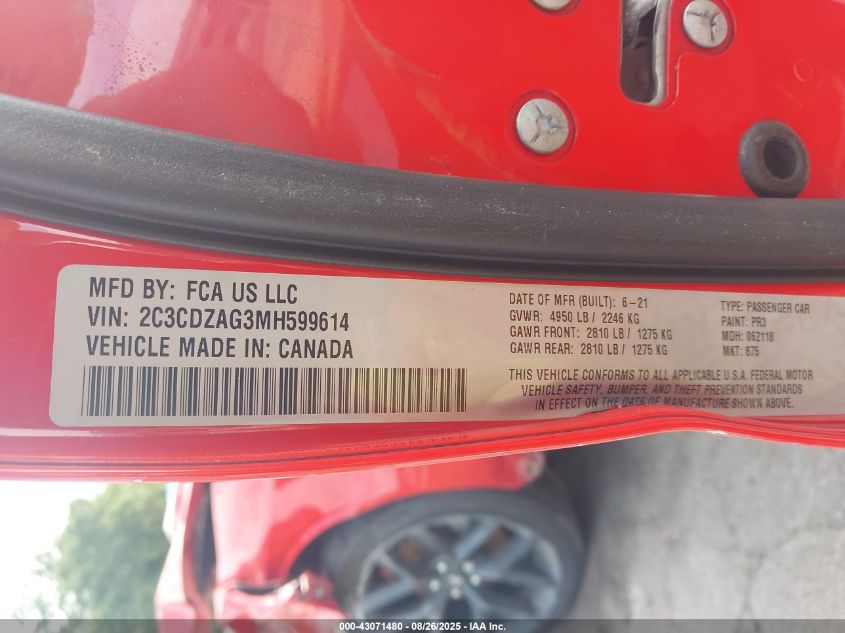 MFD BY: FCA US LLC
VIN: 2C3CDZAG3MH599614
VEHICLE MADE IN: CANADA
DATE OF MFR (BUILT): 6-21
GVWR: 4950 LB / 2246 KG
GAWR FRONT: 2810 LB / 1275 KG
GAWR REAR: 2810 LB / 1275 KG
TYPE: PASSENGER CAR
PAINT: PR3
MDH: 062118
MKT: 875
THIS VEHICLE CONFORMS TO ALL APPLICABLE U.S.A. FEDERAL MOTOR
VEHICLE SAFETY, BUMPER, AND THEFT PREVENTION STANDARDS
IN EFFECT ON THE DATE OF MANUFACTURE SHOWN ABOVE.
000-43071480 - 08/26/2025 - IAA Inc.